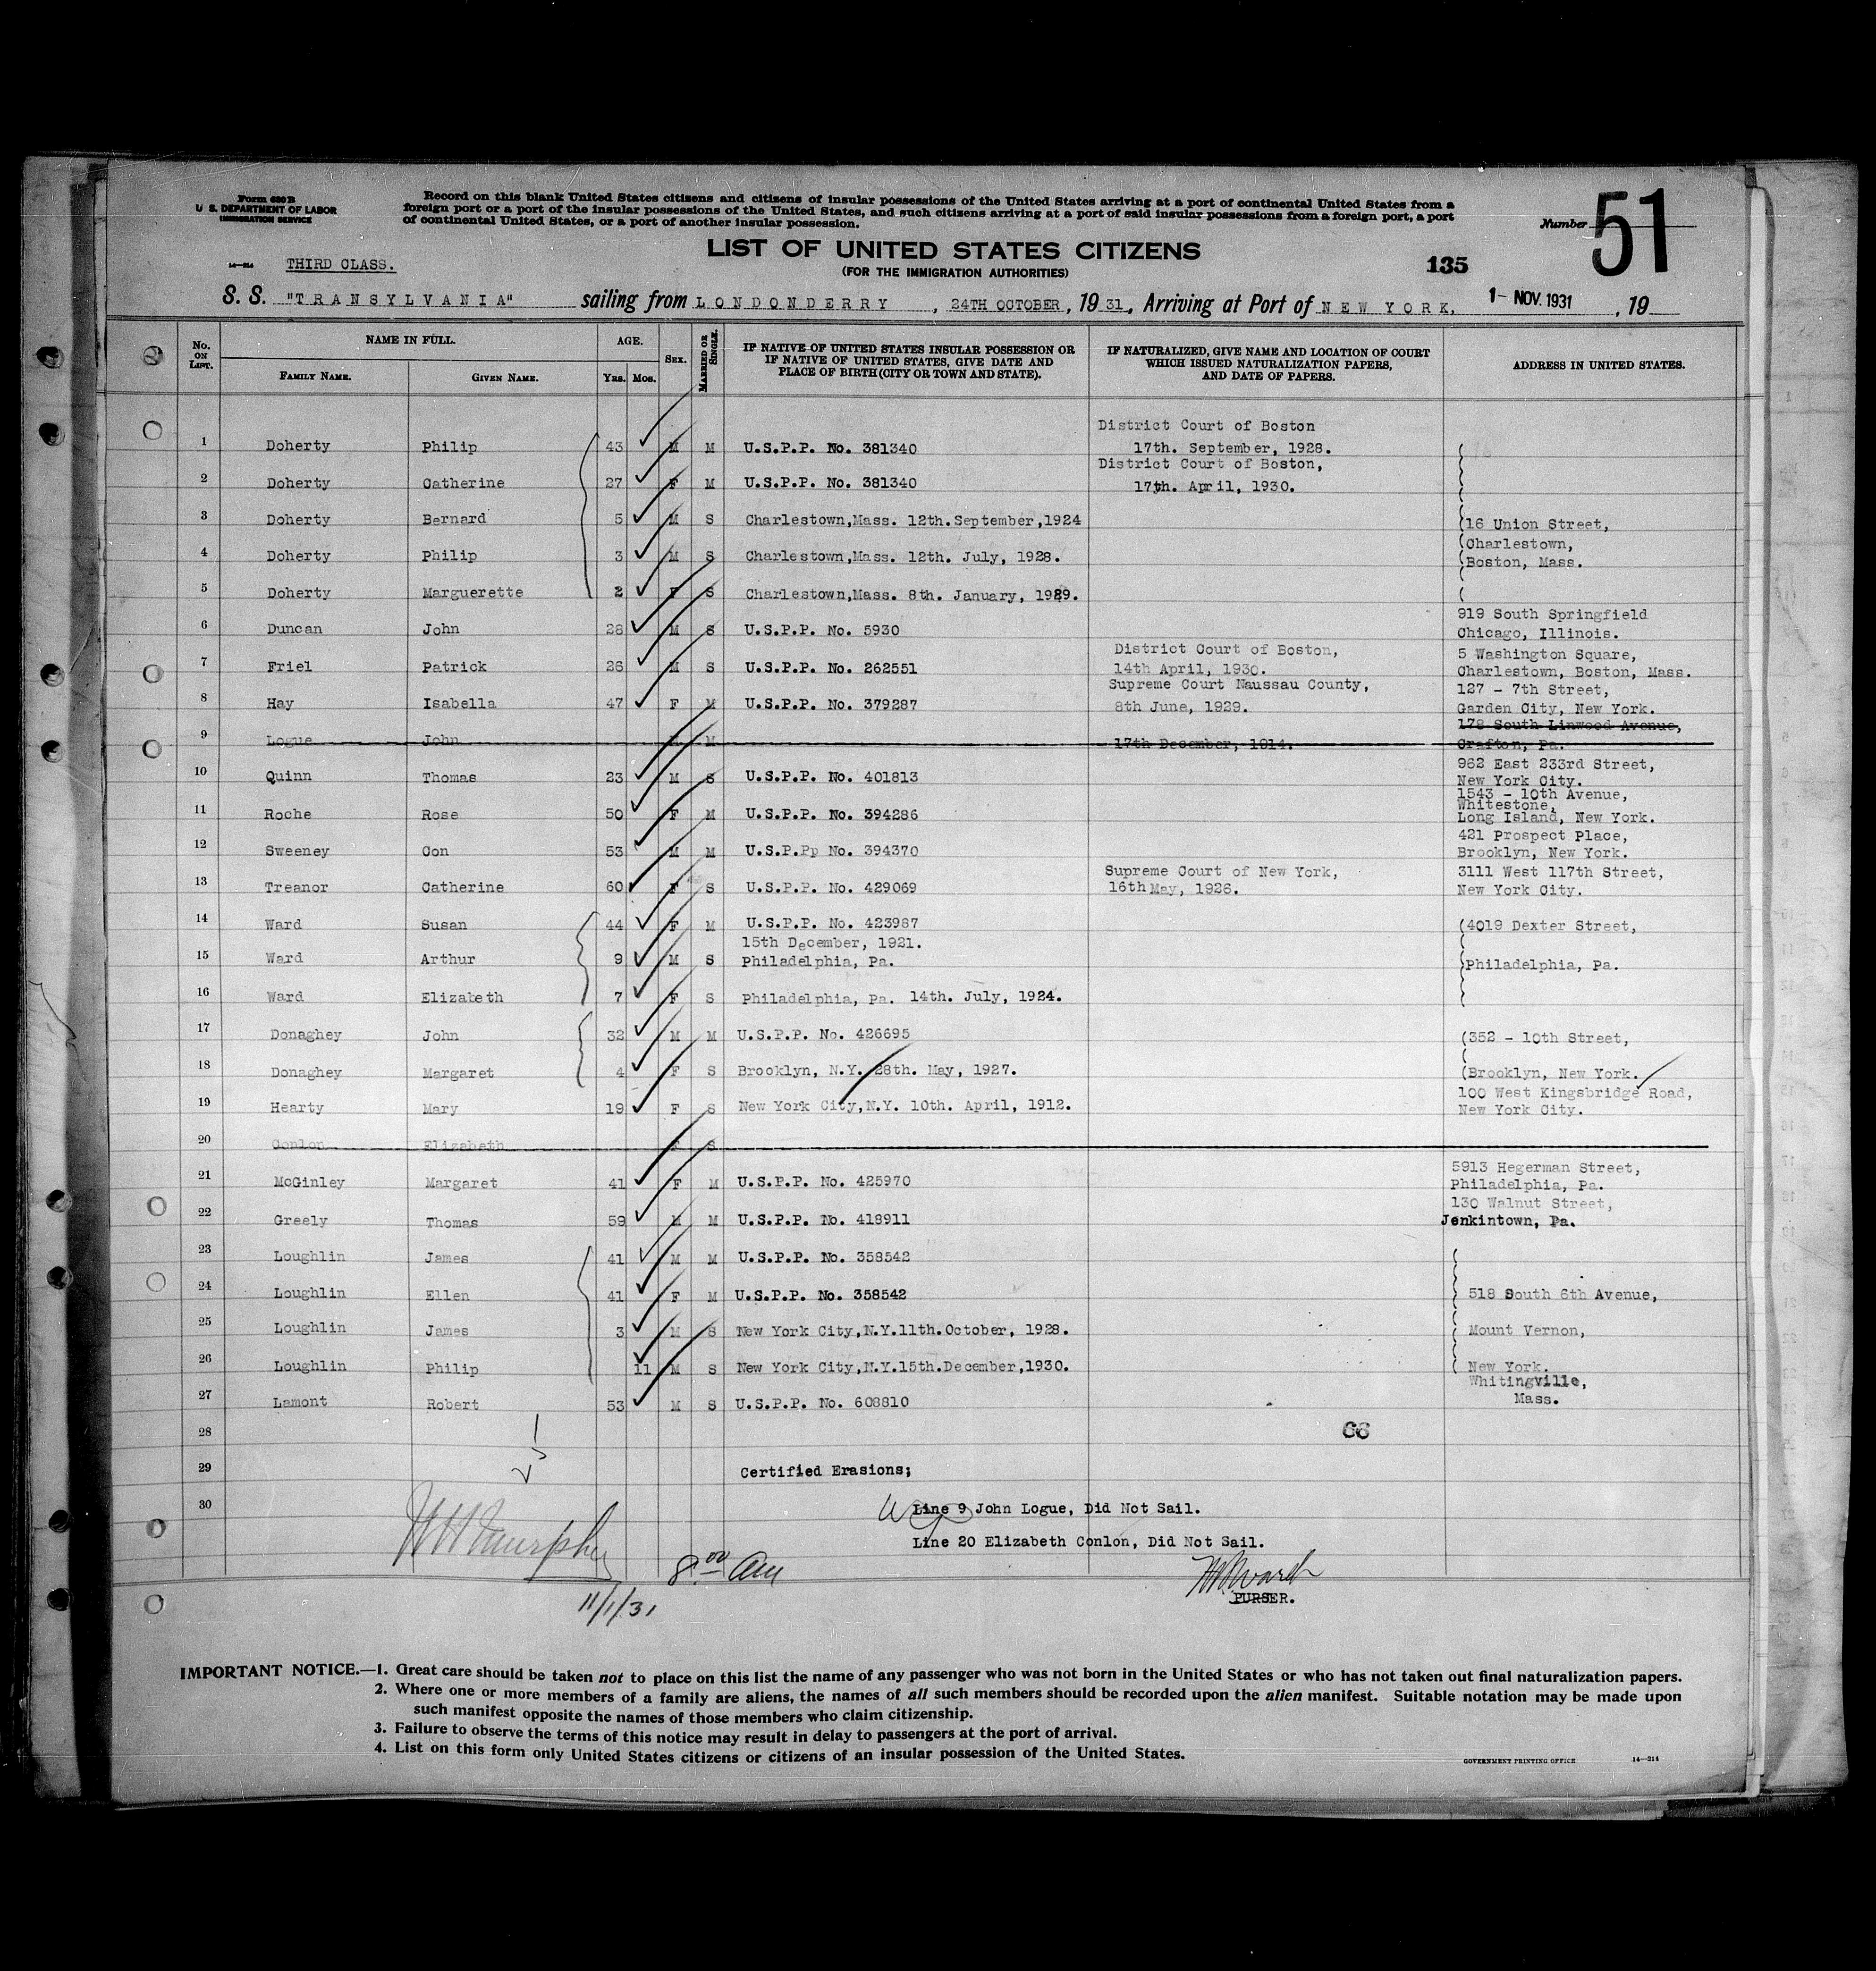 Form 630 B
U. S. DEPARTMENT OF LABOR
IMMIGRATION SERVICE
Record on this blank United States citizens and citizens of insular possessions of the United States arriving at a port of continental United States from a
foreign port or a port of the insular possessions of the United States, and such citizens arriving at a port of said insular possessions from a foreign port, a port
of continental United States, or a port of another insular possession.
Number 51
LIST OF UNITED STATES CITIZENS
(FOR THE IMMIGRATION AUTHORITIES)
14—214 THIRD CLASS. 135
S. S. "TRANSYLVANIA" sailing from LONDONDERRY, 24TH OCTOBER, 1931, Arriving at Port of NEW YORK. 1- NOV. 1931, 19
No. ON LIST. NAME IN FULL. FAMILY NAME. GIVEN NAME. AGE. YRS. MOS. SEX. MARRIED OR SINGLE. IF NATIVE OF UNITED STATES INSULAR POSSESSION OR IF NATIVE OF UNITED STATES, GIVE DATE AND PLACE OF BIRTH (CITY OR TOWN AND STATE). IF NATURALIZED, GIVE NAME AND LOCATION OF COURT WHICH ISSUED NATURALIZATION PAPERS, AND DATE OF PAPERS. ADDRESS IN UNITED STATES.
1 Doherty Philip 43 M M U.S.P.P. No. 381340 District Court of Boston 17th. September, 1928.
2 Doherty Catherine 27 F M U.S.P.P. No. 381340 District Court of Boston, 17th. April, 1930.
3 Doherty Bernard 5 M S Charlestown,Mass. 12th.September,1924 (16 Union Street,
4 Doherty Philip 3 M S Charlestown,Mass. 12th. July, 1928. (Charlestown, (Boston, Mass.
5 Doherty Marguerette 2 F S Charlestown,Mass. 8th. January, 1929.
6 Duncan John 28 M S U.S.P.P. No. 5930 919 South Springfield Chicago, Illinois.
7 Friel Patrick 26 M S U.S.P.P. No. 262551 District Court of Boston, 14th April, 1930. 5 Washington Square, Charlestown, Boston, Mass.
8 Hay Isabella 47 F M U.S.P.P. No. 379287 Supreme Court Naussau County, 8th June, 1929. 127 - 7th Street, Garden City, New York.
9 Logue John M M 17th December, 1914. 178 South Linwood Avenue, Crafton, Pa.
10 Quinn Thomas 23 M S U.S.P.P. No. 401813 962 East 233rd Street, New York City.
11 Roche Rose 50 F M U.S.P.P. No. 394286 1543 - 10th Avenue, Whitestone, Long Island, New York.
12 Sweeney Con 53 M M U.S.P.Pp No. 394370 421 Prospect Place, Brooklyn, New York.
13 Treanor Catherine 60 F S U.S.P.P. No. 429069 Supreme Court of New York, 16th May, 1926. 3111 West 117th Street, New York City.
14 Ward Susan 44 F M U.S.P.P. No. 423987 (4019 Dexter Street,
15 Ward Arthur 9 M S 15th December, 1921. Philadelphia, Pa. Philadelphia, Pa.
16 Ward Elizabeth 7 F S Philadelphia, Pa. 14th. July, 1924.
17 Donaghey John 32 M M U.S.P.P. No. 426695 (352 - 10th Street,
18 Donaghey Margaret 4 F S Brooklyn, N.Y. 28th. May, 1927. (Brooklyn, New York.
19 Hearty Mary 19 F S New York City,N.Y. 10th. April, 1912. 100 West Kingsbridge Road, New York City.
20 Conlon Elizabeth F S
21 McGinley Margaret 41 F M U.S.P.P. No. 425970 5913 Hegerman Street, Philadelphia, Pa.
22 Greely Thomas 59 M M U.S.P.P. No. 418911 130 Walnut Street, Jenkintown, Pa.
23 Loughlin James 41 M M U.S.P.P. No. 358542
24 Loughlin Ellen 41 F M U.S.P.P. No. 358542 518 South 6th Avenue,
25 Loughlin James 3 M S New York City,N.Y.11th.October, 1928. Mount Vernon,
26 Loughlin Philip 11 M S New York City,N.Y.15th.December,1930. New York.
27 Lamont Robert 53 M S U.S.P.P. No. 608810 Whitingville, Mass.
28 66
29 Certified Erasions;
30 Line 9 John Logue, Did Not Sail.
Line 20 Elizabeth Conlon, Did Not Sail.
W H Murphy
8.00 am
11/1/31
PURSER.
IMPORTANT NOTICE.—1. Great care should be taken not to place on this list the name of any passenger who was not born in the United States or who has not taken out final naturalization papers.
2. Where one or more members of a family are aliens, the names of all such members should be recorded upon the alien manifest. Suitable notation may be made upon
such manifest opposite the names of those members who claim citizenship.
3. Failure to observe the terms of this notice may result in delay to passengers at the port of arrival.
4. List on this form only United States citizens or citizens of an insular possession of the United States.
GOVERNMENT PRINTING OFFICE 14—214